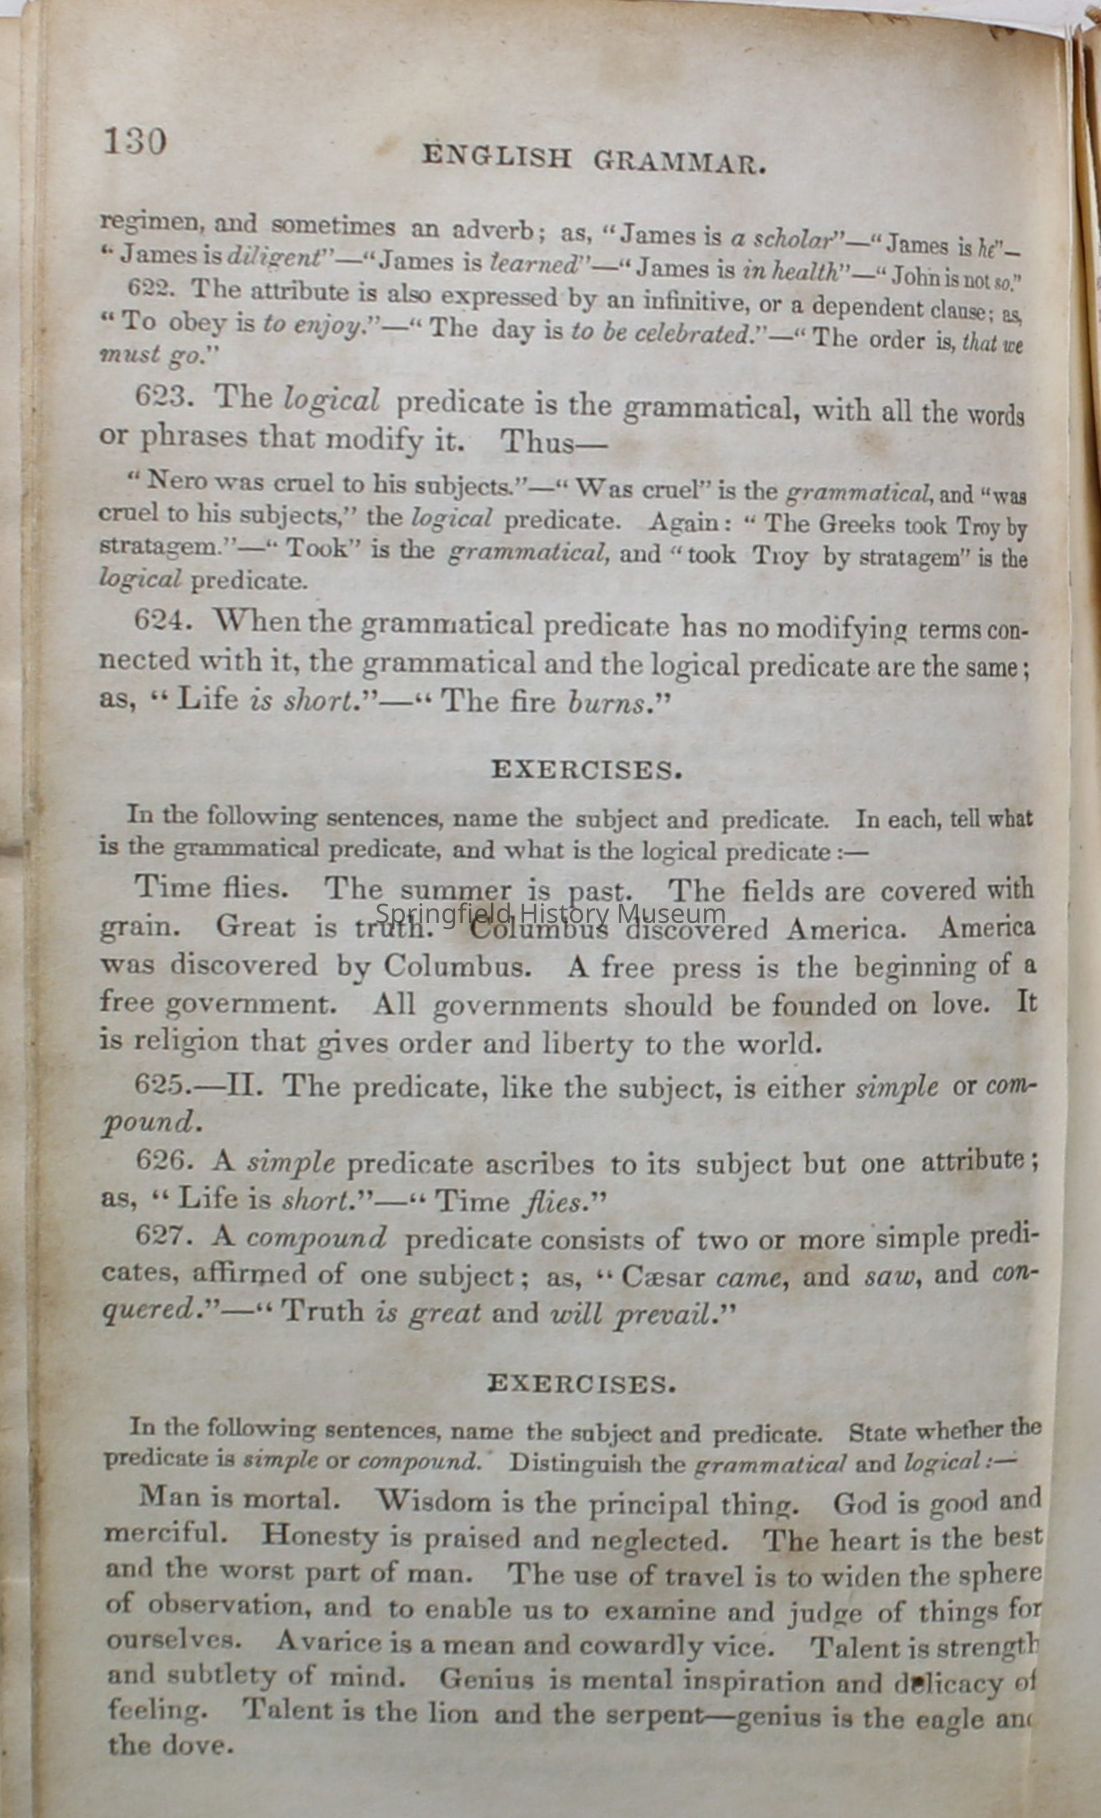 130
ENGLISH GRAMMAR.
regimen, and sometimes an adverb; as, "James is a scholar"—"James is he"—
"James is diligent"—"James is learned"—"James is in health"—"John is not so."
622. The attribute is also expressed by an infinitive, or a dependent clause; as,
"To obey is to enjoy."—"The day is to be celebrated."—"The order is, that we
must go."
623. The logical predicate is the grammatical, with all the words
or phrases that modify it. Thus—
"Nero was cruel to his subjects."—"Was cruel" is the grammatical, and "was
cruel to his subjects," the logical predicate. Again: "The Greeks took Troy by
stratagem."—"Took" is the grammatical, and "took Troy by stratagem" is the
logical predicate.
624. When the grammatical predicate has no modifying terms con-
nected with it, the grammatical and the logical predicate are the same;
as, "Life is short."—"The fire burns."
EXERCISES.
In the following sentences, name the subject and predicate. In each, tell what
is the grammatical predicate, and what is the logical predicate:—
Time flies. The summer is past. The fields are covered with
Springfield History Museum
grain. Great is truth. Columbus discovered America. America
was discovered by Columbus. A free press is the beginning of a
free government. All governments should be founded on love. It
is religion that gives order and liberty to the world.
625.—II. The predicate, like the subject, is either simple or com-
pound.
626. A simple predicate ascribes to its subject but one attribute;
as, "Life is short."—"Time flies."
627. A compound predicate consists of two or more simple predi-
cates, affirmed of one subject; as, "Cæsar came, and saw, and con-
quered."—"Truth is great and will prevail."
EXERCISES.
In the following sentences, name the subject and predicate. State whether the
predicate is simple or compound. Distinguish the grammatical and logical:—
Man is mortal. Wisdom is the principal thing. God is good and
merciful. Honesty is praised and neglected. The heart is the best
and the worst part of man. The use of travel is to widen the sphere
of observation, and to enable us to examine and judge of things for
ourselves. Avarice is a mean and cowardly vice. Talent is strength
and subtlety of mind. Genius is mental inspiration and delicacy of
feeling. Talent is the lion and the serpent—genius is the eagle and
the dove.